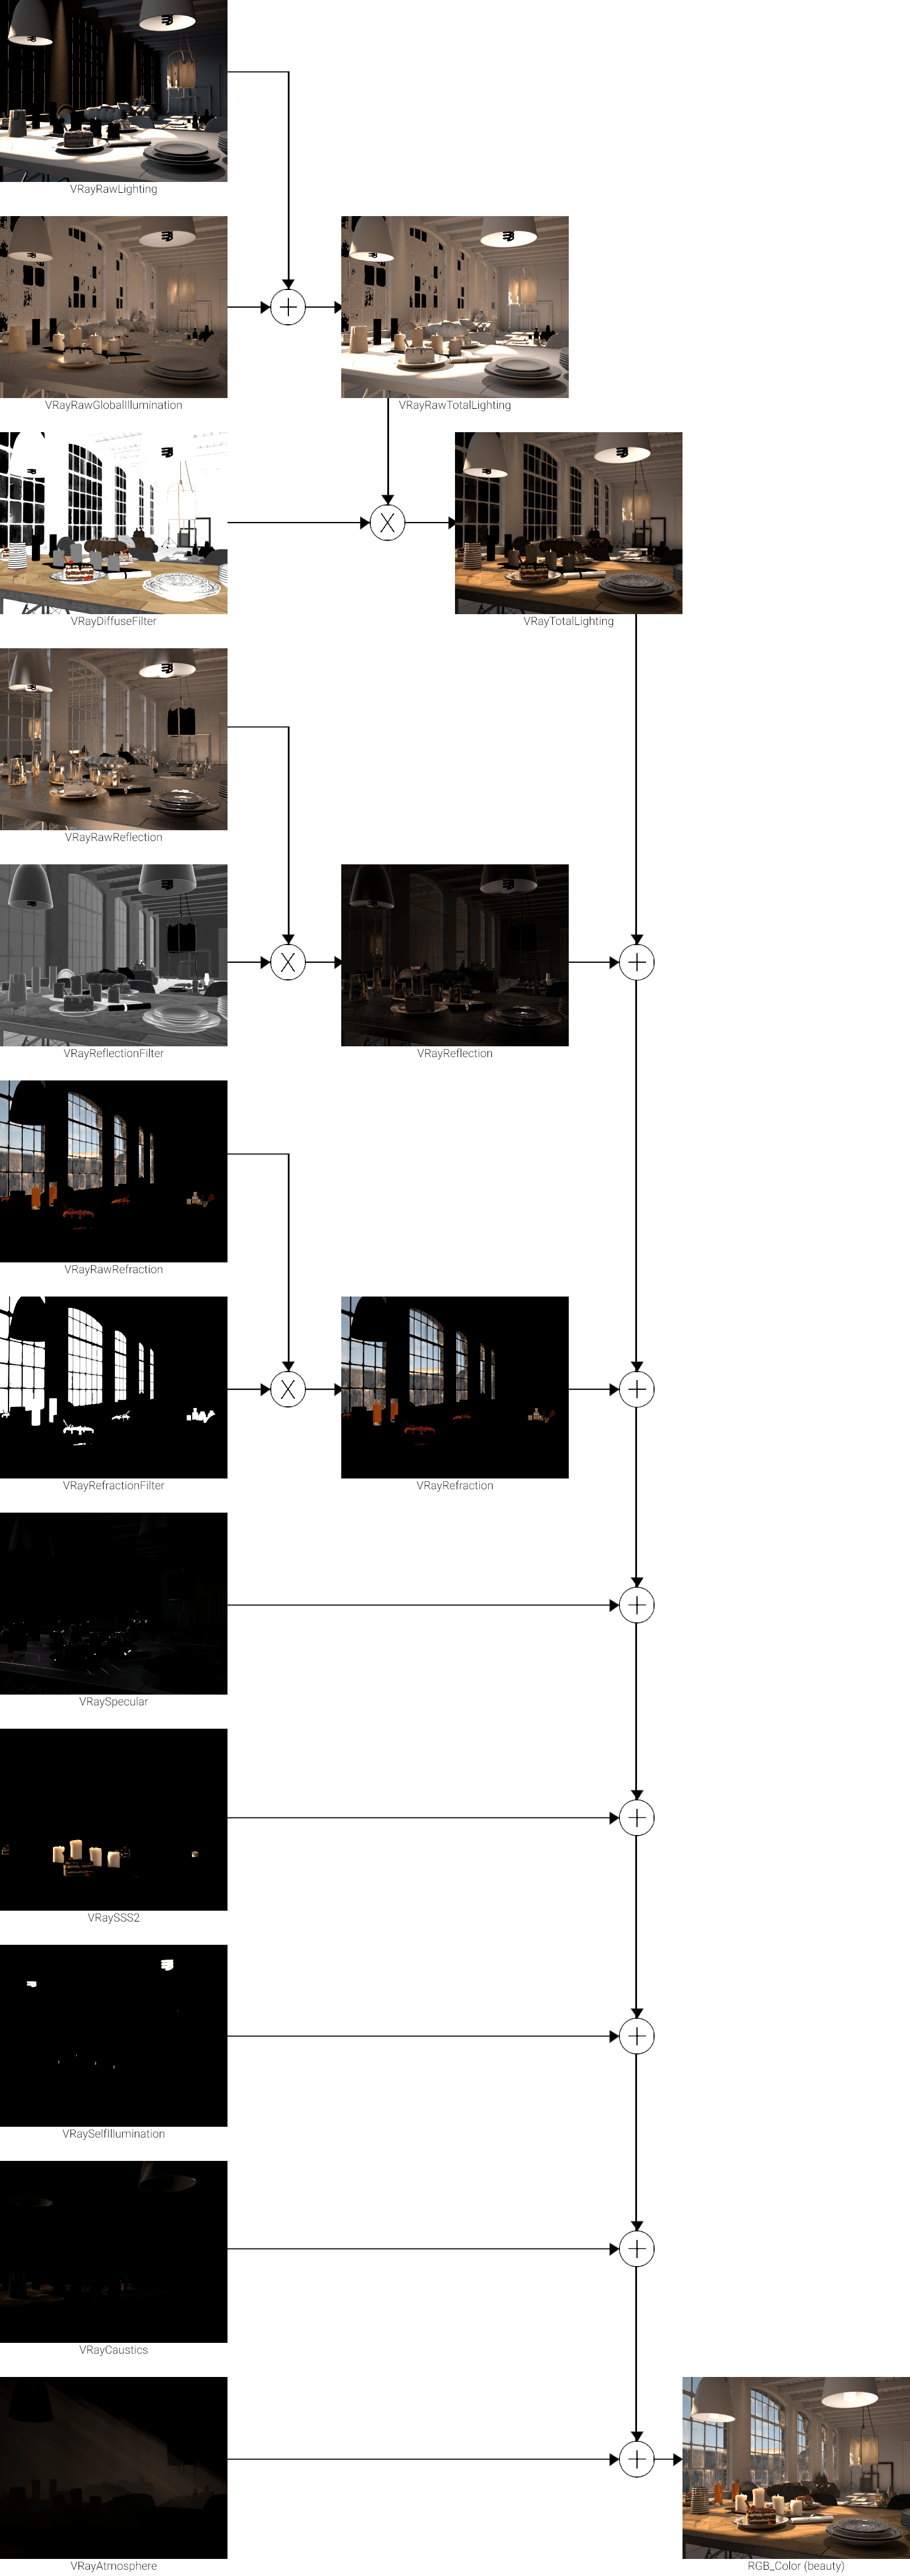 VRayRawLighting
+
VRayRawGlobalIllumination
VRayRawTotalLighting
X
VRayDiffuseFilter
VRayTotalLighting
VRayRawReflection
X
+
VRayReflectionFilter
VRayReflection
VRayRawRefraction
X
+
VRayRefractionFilter
VRayRefraction
+
VRaySpecular
+
VRaySSS2
+
VRaySelfIllumination
+
VRayCaustics
+
VRayAtmosphere
RGB_Color (beauty)